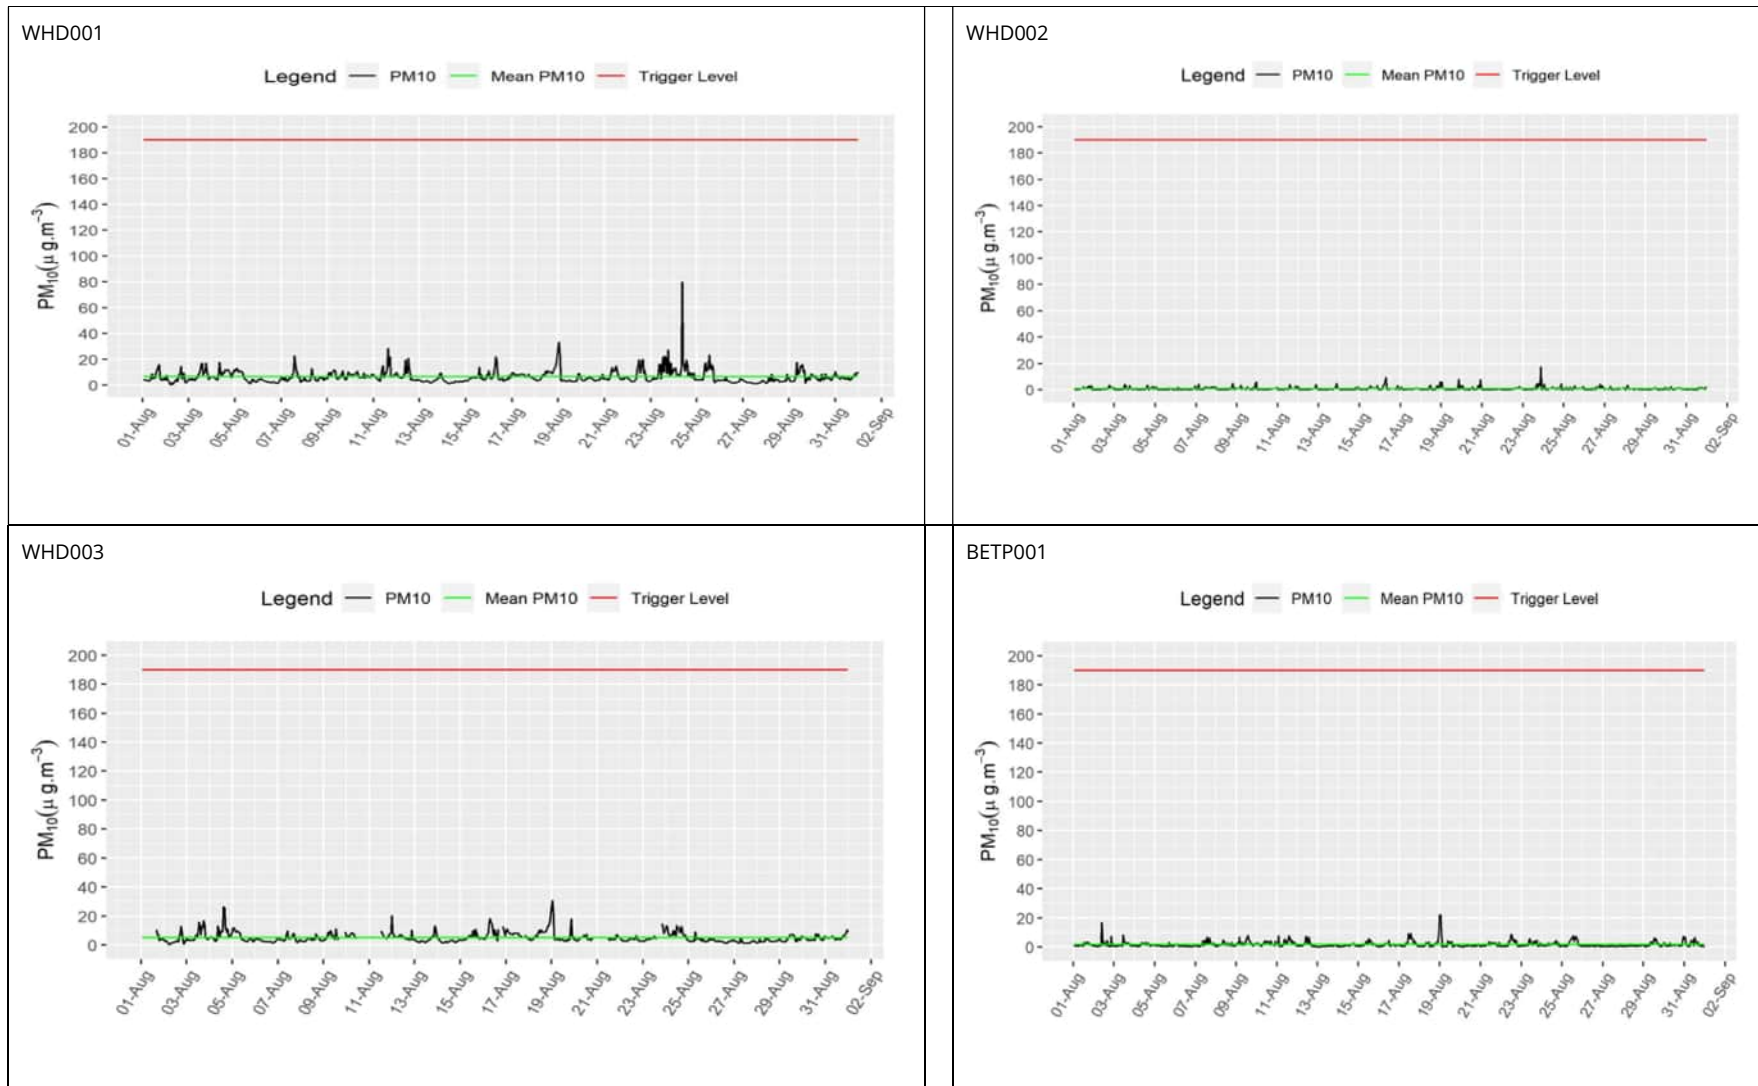 WHD001
Legend PM10 Mean PM10 Trigger Level
200
180
160
140
120
100
80
60
40
20
0
PM₁₀(μ g.m⁻³)
01-Aug 03-Aug 05-Aug 07-Aug 09-Aug 11-Aug 13-Aug 15-Aug 17-Aug 19-Aug 21-Aug 23-Aug 25-Aug 27-Aug 29-Aug 31-Aug 02-Sep
WHD002
Legend PM10 Mean PM10 Trigger Level
200
180
160
140
120
100
80
60
40
20
0
PM₁₀(μ g.m⁻³)
01-Aug 03-Aug 05-Aug 07-Aug 09-Aug 11-Aug 13-Aug 15-Aug 17-Aug 19-Aug 21-Aug 23-Aug 25-Aug 27-Aug 29-Aug 31-Aug 02-Sep
WHD003
Legend PM10 Mean PM10 Trigger Level
200
180
160
140
120
100
80
60
40
20
0
PM₁₀(μ g.m⁻³)
01-Aug 03-Aug 05-Aug 07-Aug 09-Aug 11-Aug 13-Aug 15-Aug 17-Aug 19-Aug 21-Aug 23-Aug 25-Aug 27-Aug 29-Aug 31-Aug 02-Sep
BETP001
Legend PM10 Mean PM10 Trigger Level
200
180
160
140
120
100
80
60
40
20
0
PM₁₀(μ g.m⁻³)
01-Aug 03-Aug 05-Aug 07-Aug 09-Aug 11-Aug 13-Aug 15-Aug 17-Aug 19-Aug 21-Aug 23-Aug 25-Aug 27-Aug 29-Aug 31-Aug 02-Sep